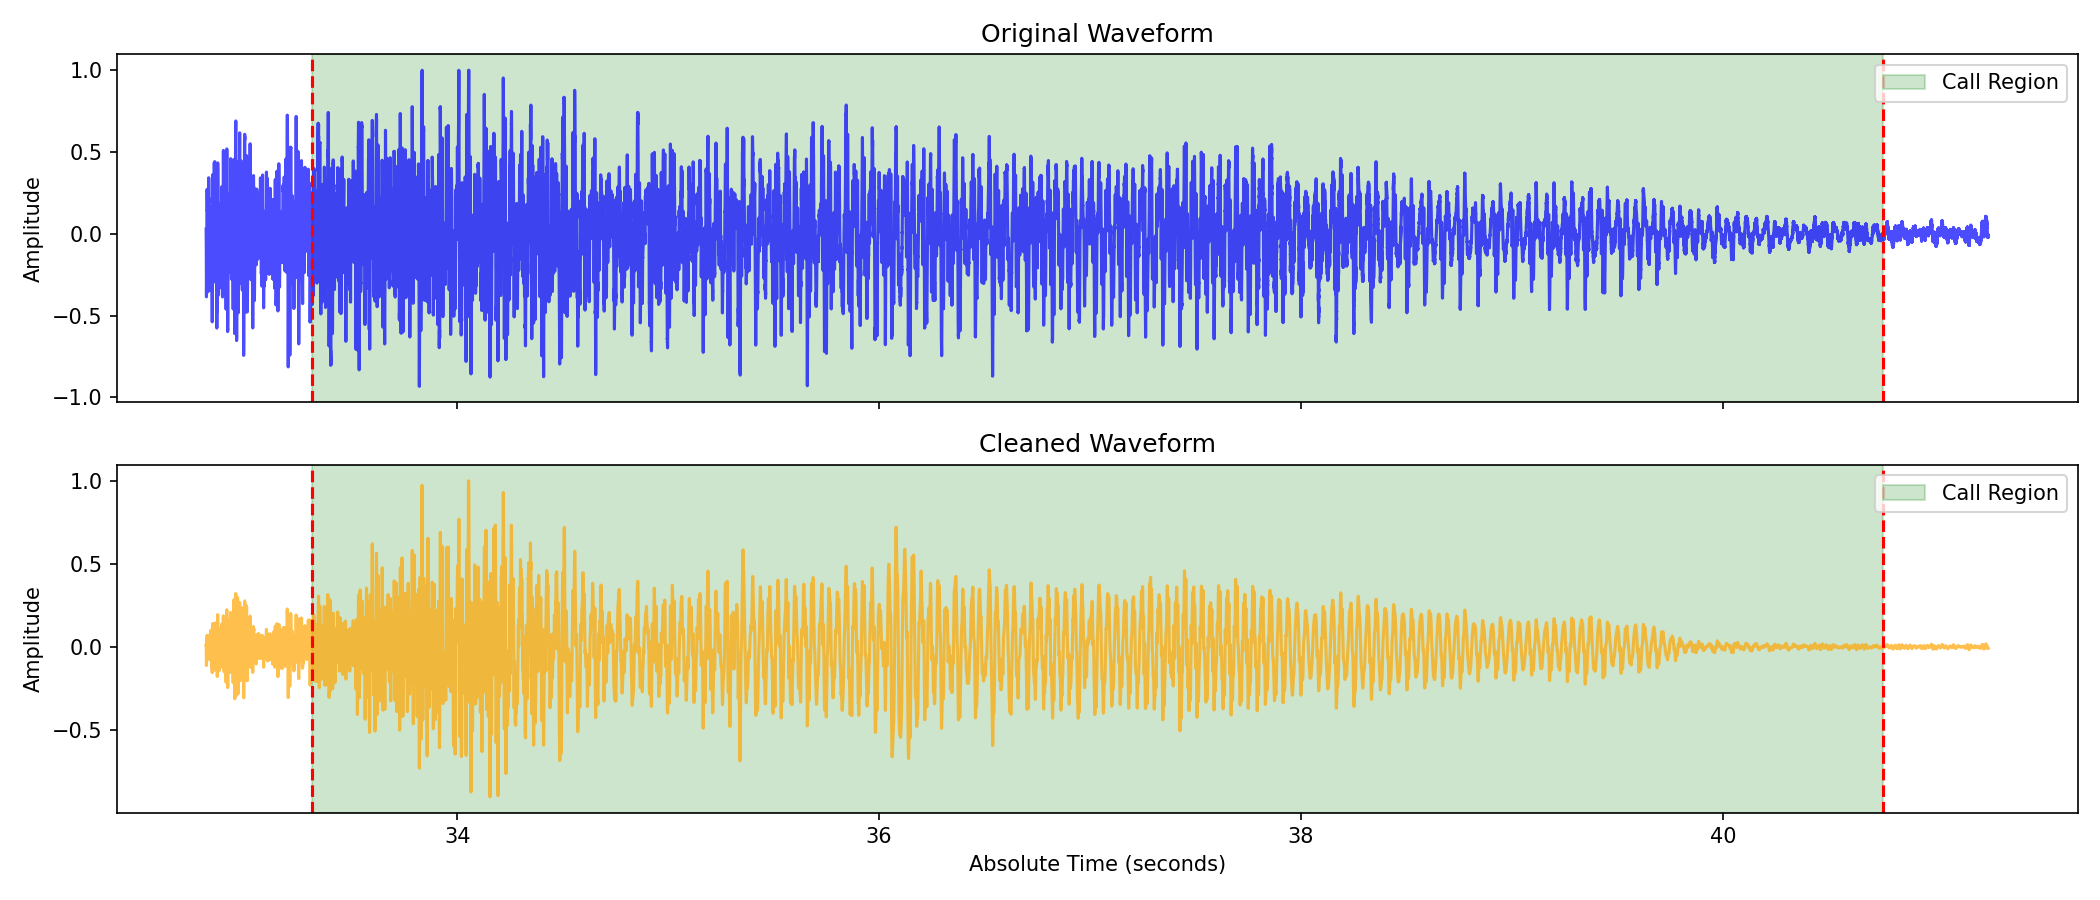 Original Waveform
1.0
0.5
0.0
−0.5
−1.0
Amplitude
Call Region
Cleaned Waveform
1.0
0.5
0.0
−0.5
Amplitude
Call Region
34 36 38 40
Absolute Time (seconds)